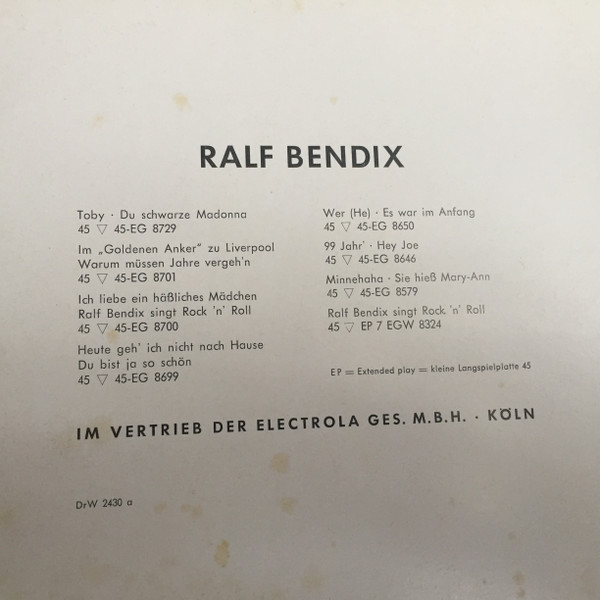 RALF BENDIX
Toby · Du schwarze Madonna
45 ▽ 45-EG 8729
Im „Goldenen Anker" zu Liverpool
Warum müssen Jahre vergeh'n
45 ▽ 45-EG 8701
Ich liebe ein häßliches Mädchen
Ralf Bendix singt Rock 'n' Roll
45 ▽ 45-EG 8700
Heute geh' ich nicht nach Hause
Du bist ja so schön
45 ▽ 45-EG 8699
Wer (He) · Es war im Anfang
45 ▽ 45-EG 8650
99 Jahr' · Hey Joe
45 ▽ 45-EG 8646
Minnehaha · Sie hieß Mary-Ann
45 ▽ 45-EG 8579
Ralf Bendix singt Rock 'n' Roll
45 ▽ EP 7 EGW 8324
EP = Extended play = kleine Langspielplatte 45
IM VERTRIEB DER ELECTROLA GES. M.B.H. · KÖLN
DrW 2430 a